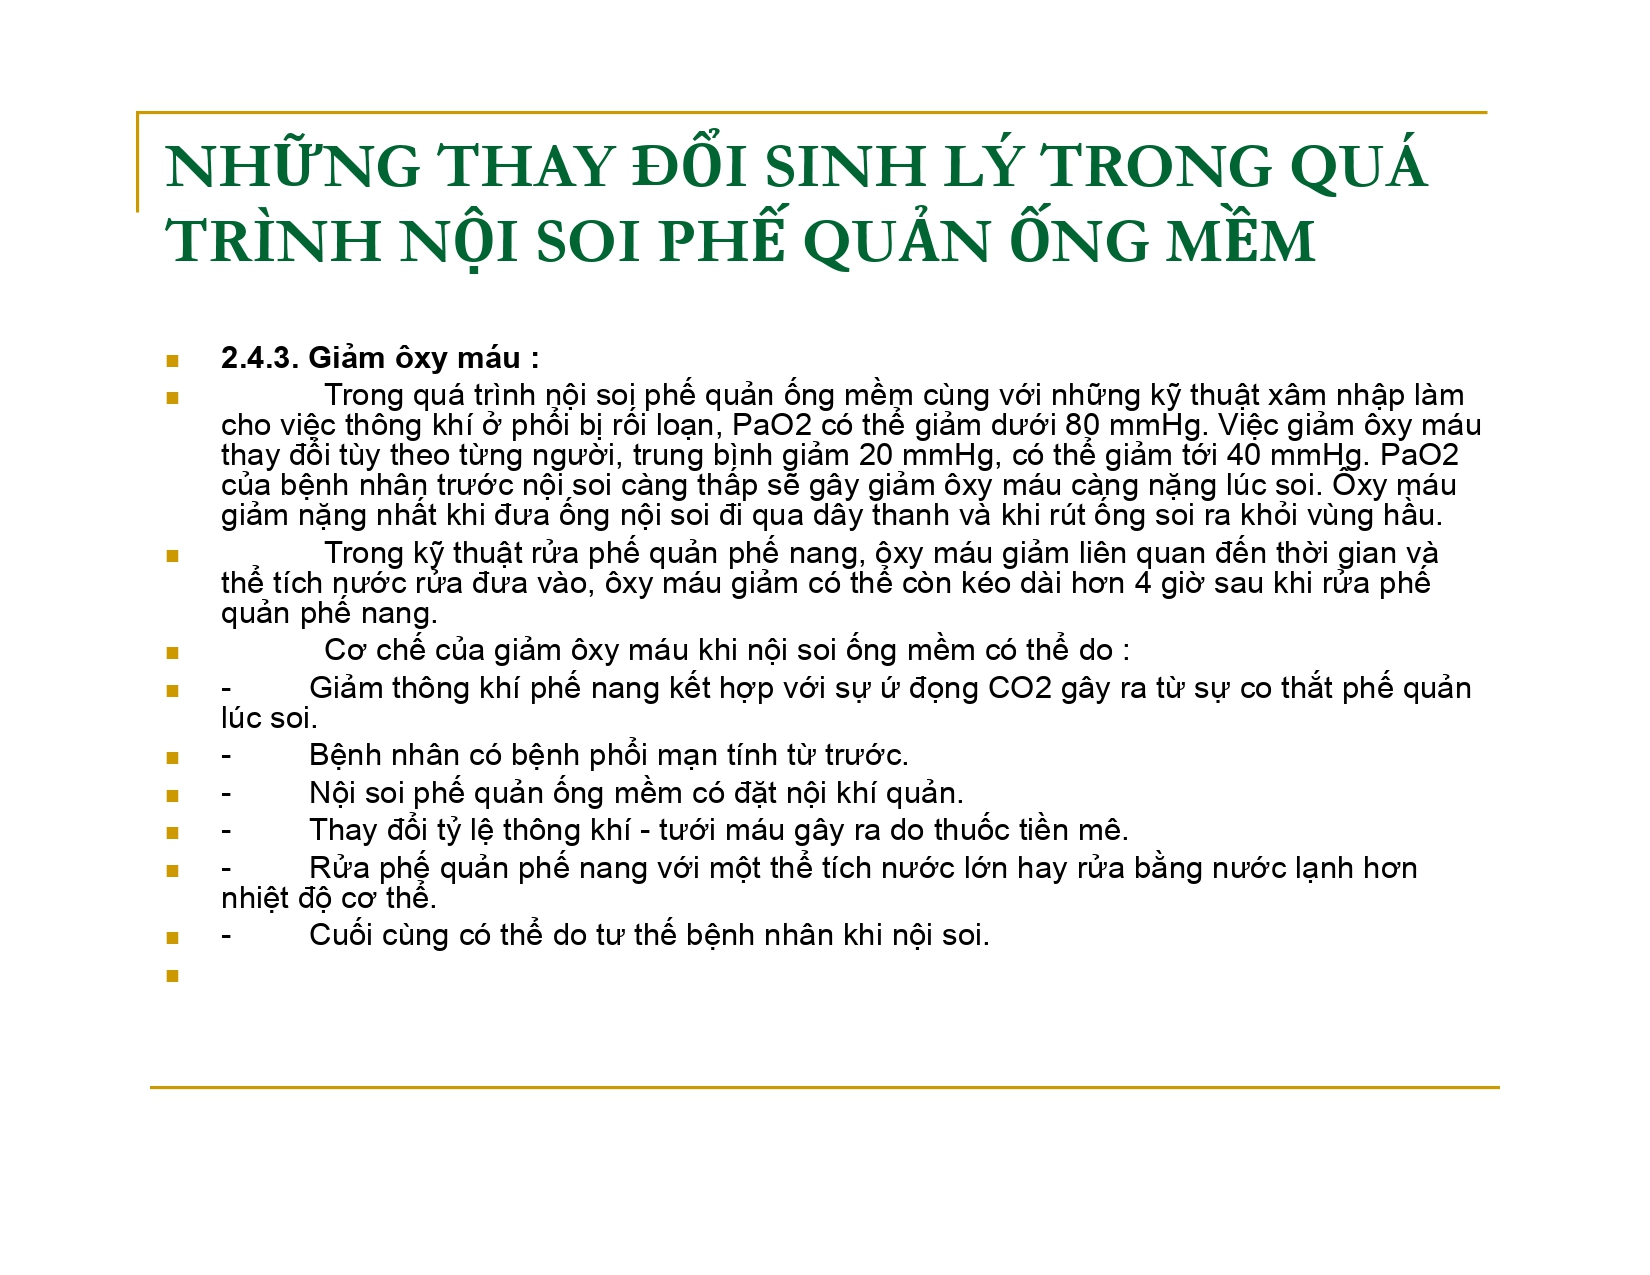 NHỮNG THAY ĐỔI SINH LÝ TRONG QUÁ
TRÌNH NỘI SOI PHẾ QUẢN ỐNG MỀM
2.4.3. Giảm ôxy máu :
Trong quá trình nội soi phế quản ống mềm cùng với những kỹ thuật xâm nhập làm
cho việc thông khí ở phổi bị rối loạn, PaO2 có thể giảm dưới 80 mmHg. Việc giảm ôxy máu
thay đổi tùy theo từng người, trung bình giảm 20 mmHg, có thể giảm tới 40 mmHg. PaO2
của bệnh nhân trước nội soi càng thấp sẽ gây giảm ôxy máu càng nặng lúc soi. Ôxy máu
giảm nặng nhất khi đưa ống nội soi đi qua dây thanh và khi rút ống soi ra khỏi vùng hầu.
Trong kỹ thuật rửa phế quản phế nang, ôxy máu giảm liên quan đến thời gian và
thể tích nước rửa đưa vào, ôxy máu giảm có thể còn kéo dài hơn 4 giờ sau khi rửa phế
quản phế nang.
Cơ chế của giảm ôxy máu khi nội soi ống mềm có thể do :
- Giảm thông khí phế nang kết hợp với sự ứ đọng CO2 gây ra từ sự co thắt phế quản
lúc soi.
- Bệnh nhân có bệnh phổi mạn tính từ trước.
- Nội soi phế quản ống mềm có đặt nội khí quản.
- Thay đổi tỷ lệ thông khí - tưới máu gây ra do thuốc tiền mê.
- Rửa phế quản phế nang với một thể tích nước lớn hay rửa bằng nước lạnh hơn
nhiệt độ cơ thể.
- Cuối cùng có thể do tư thế bệnh nhân khi nội soi.